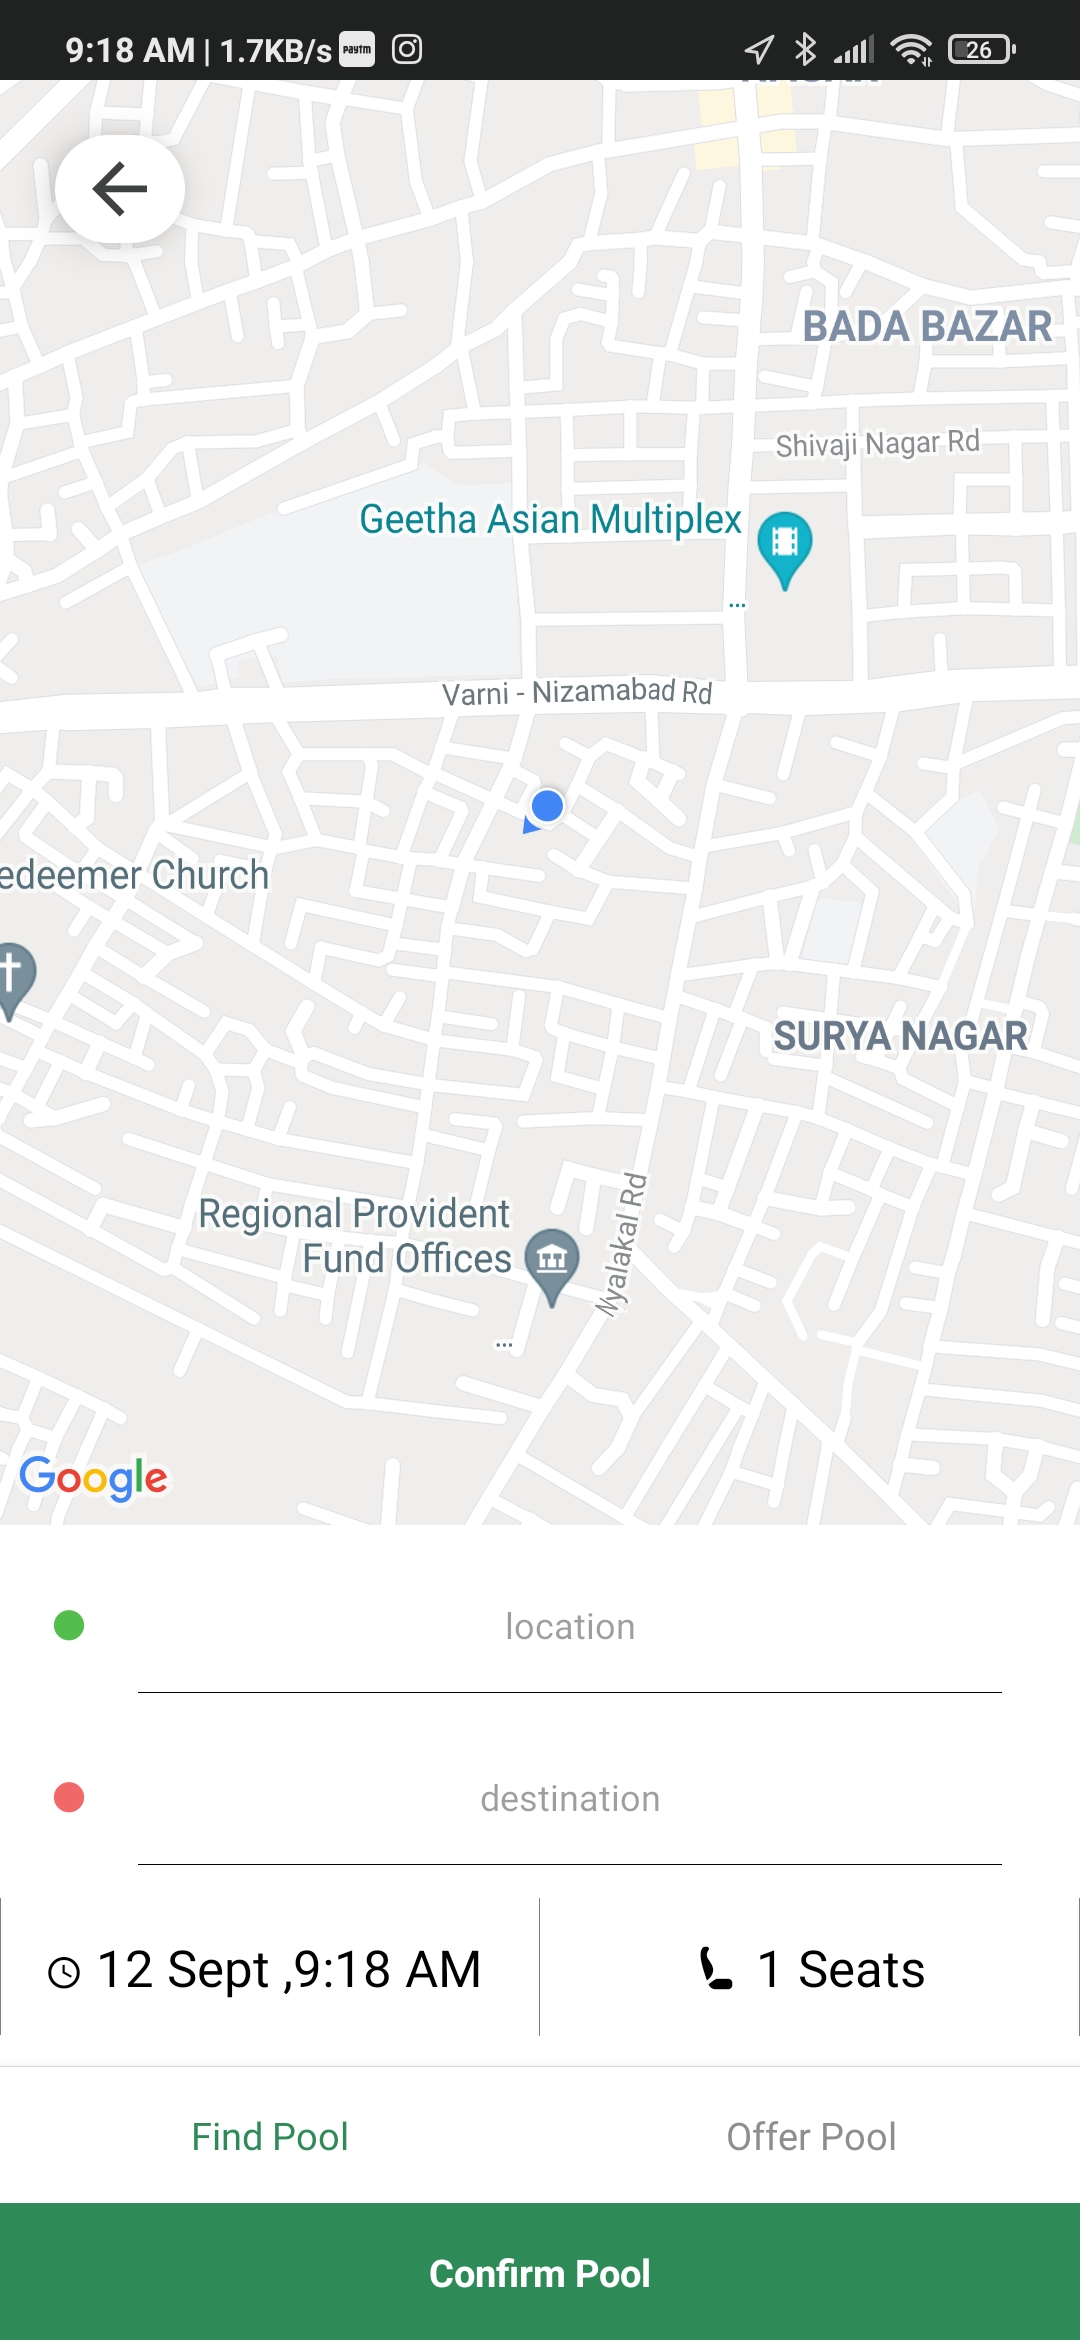 9:18 AM | 1.7KB/s paytm
26
BADA BAZAR
Shivaji Nagar Rd
Geetha Asian Multiplex
...
Varni - Nizamabad Rd
edeemer Church
SURYA NAGAR
Regional Provident
Fund Offices
Nyalakal Rd
...
Google
location
destination
12 Sept ,9:18 AM
1 Seats
Find Pool
Offer Pool
Confirm Pool